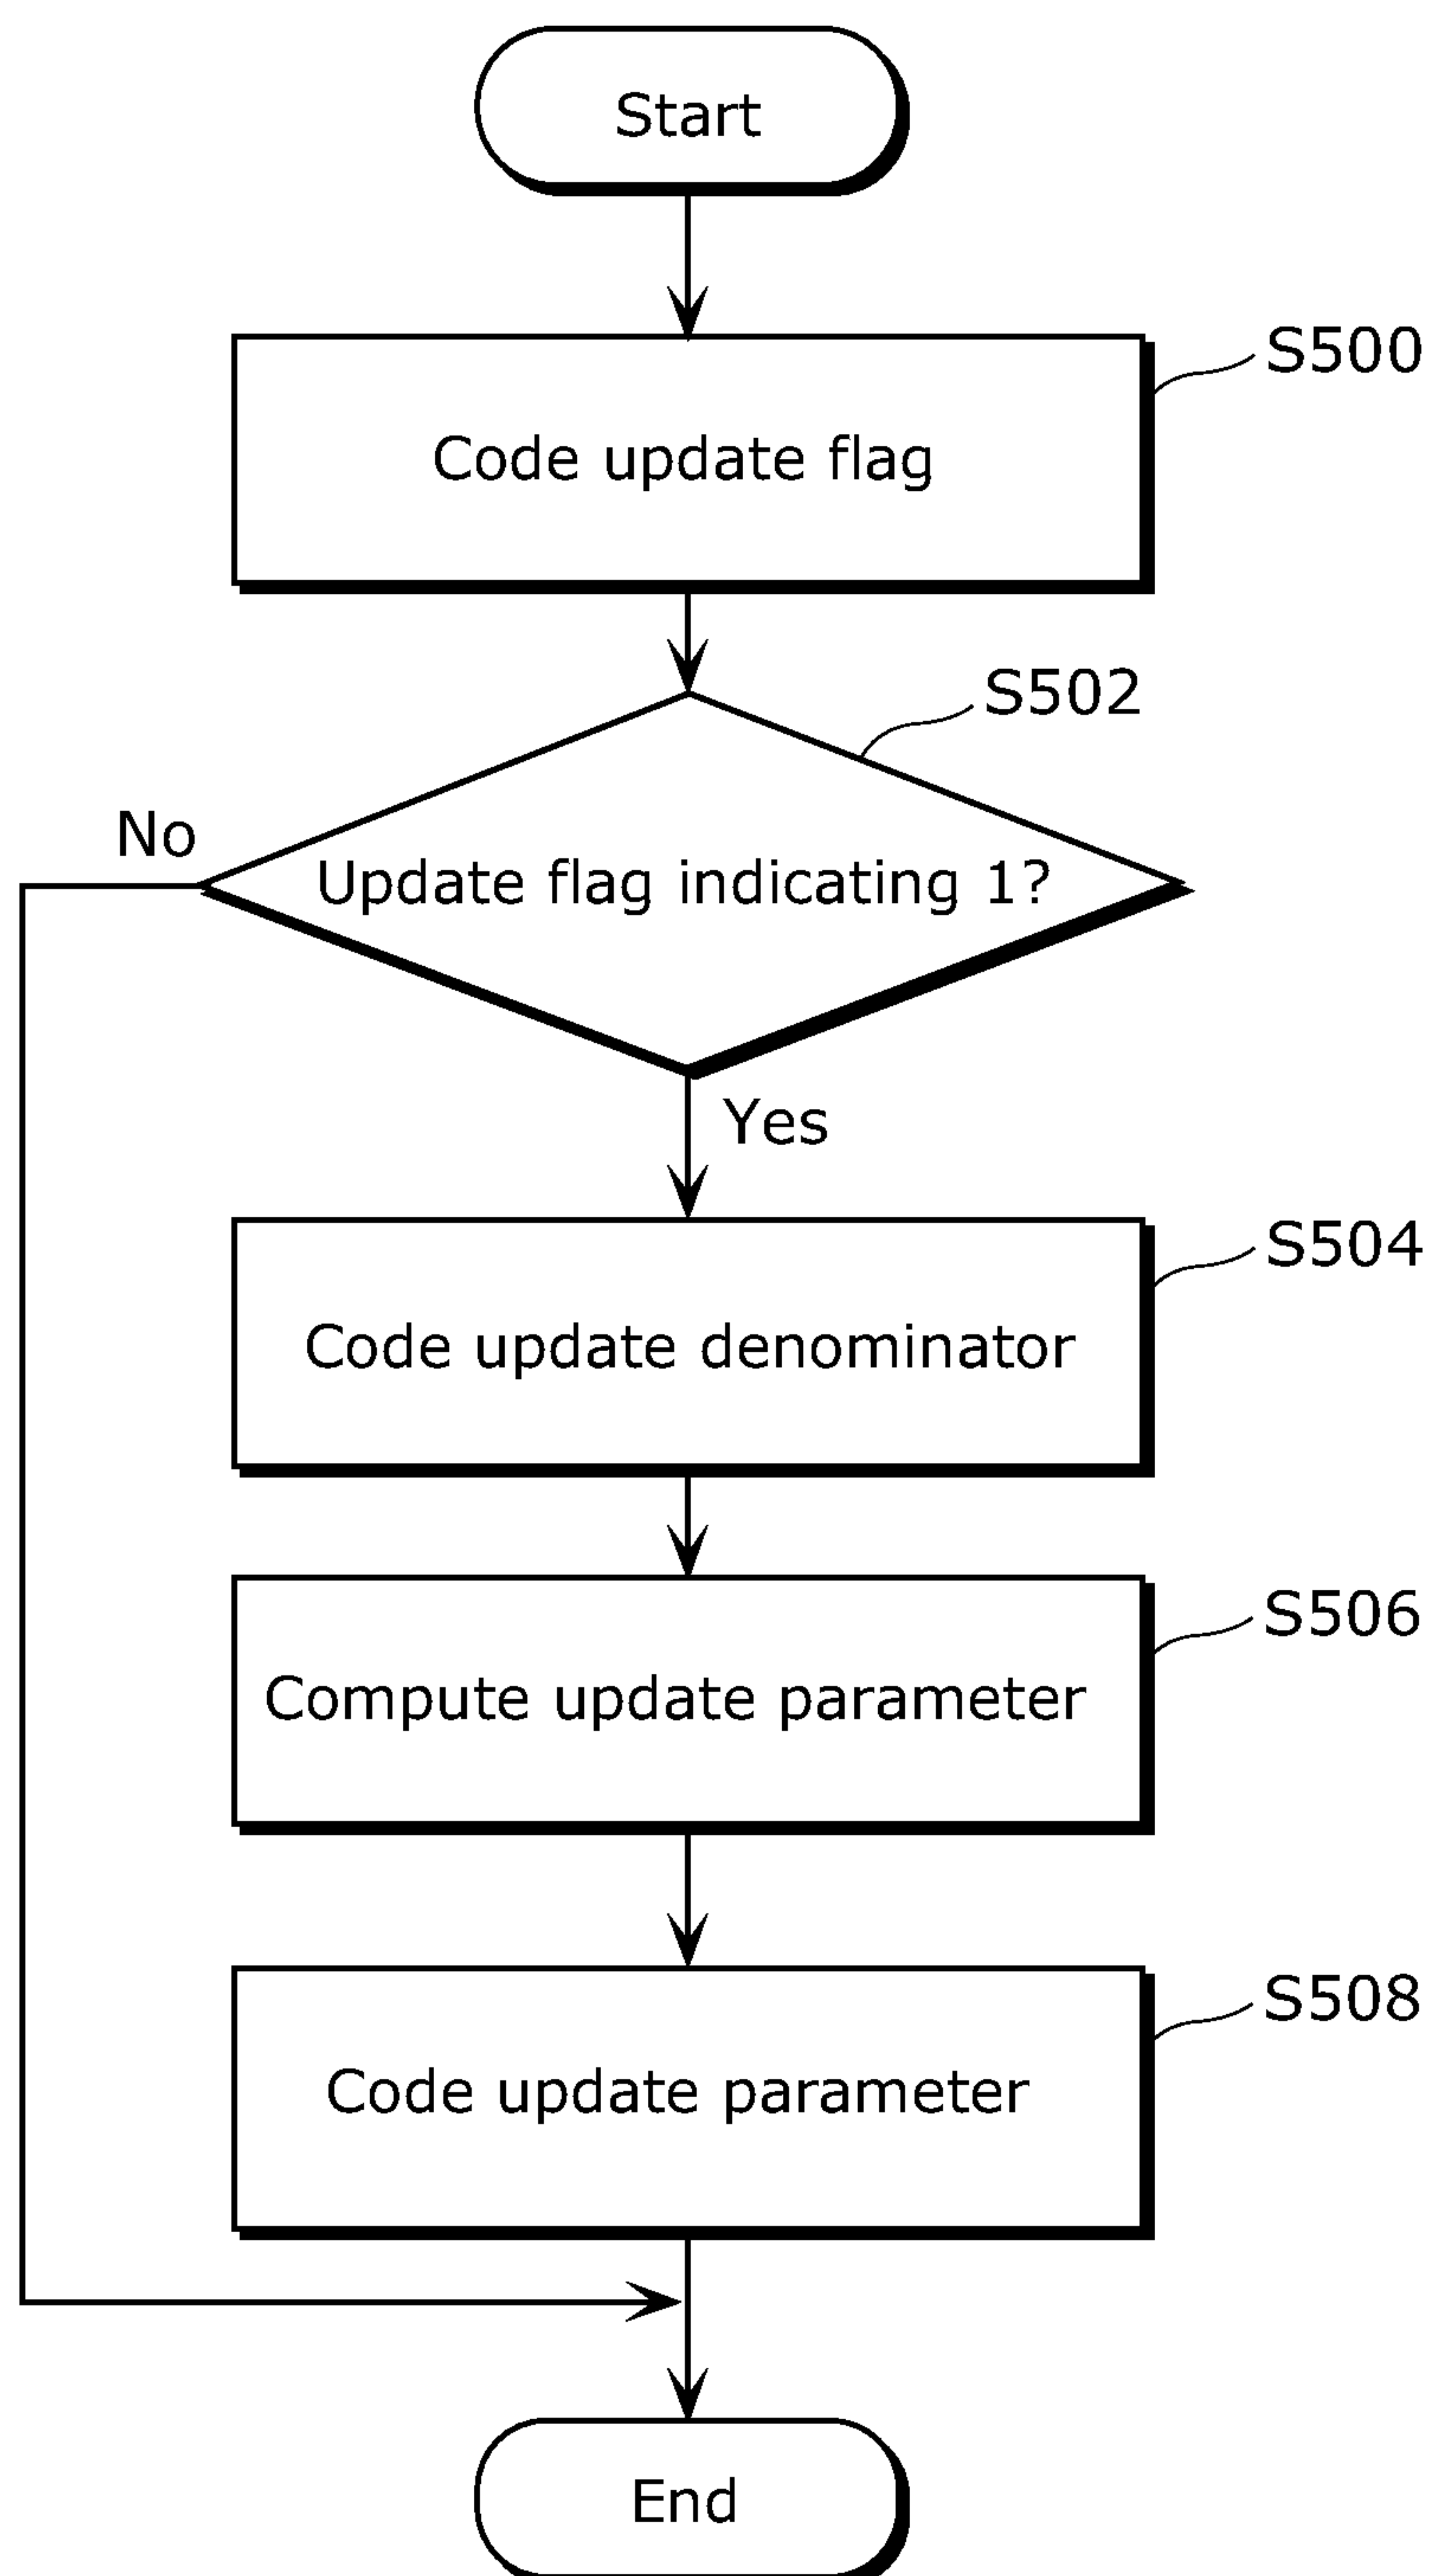 Start
S500
Code update flag
S502
No
Update flag indicating 1?
Yes
S504
Code update denominator
S506
Compute update parameter
S508
Code update parameter
End